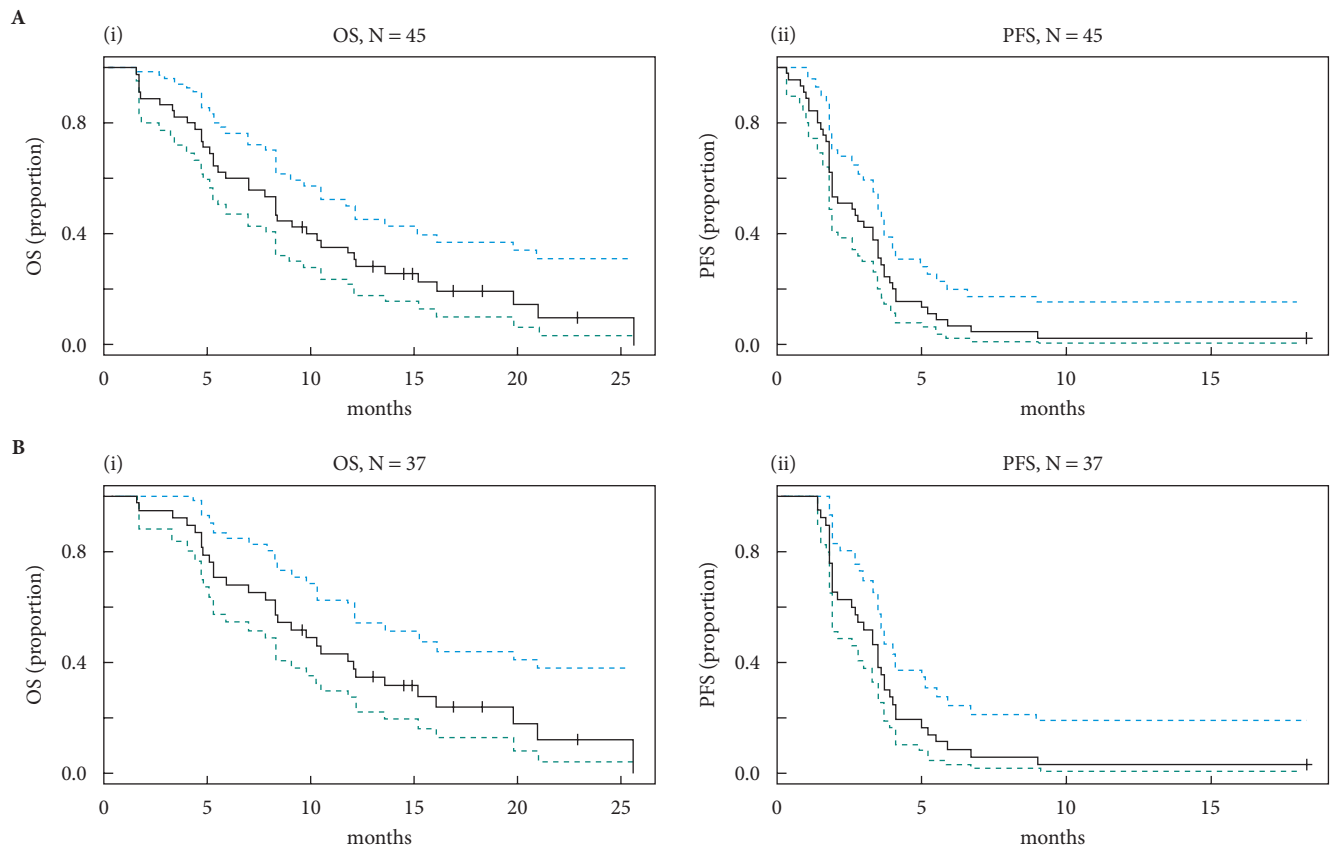 A
(i) OS, N = 45
OS (proportion)
0.8
0.4
0.0
0 5 10 15 20 25
months
(ii) PFS, N = 45
PFS (proportion)
0.8
0.4
0.0
0 5 10 15
months
B
(i) OS, N = 37
OS (proportion)
0.8
0.4
0.0
0 5 10 15 20 25
months
(ii) PFS, N = 37
PFS (proportion)
0.8
0.4
0.0
0 5 10 15
months